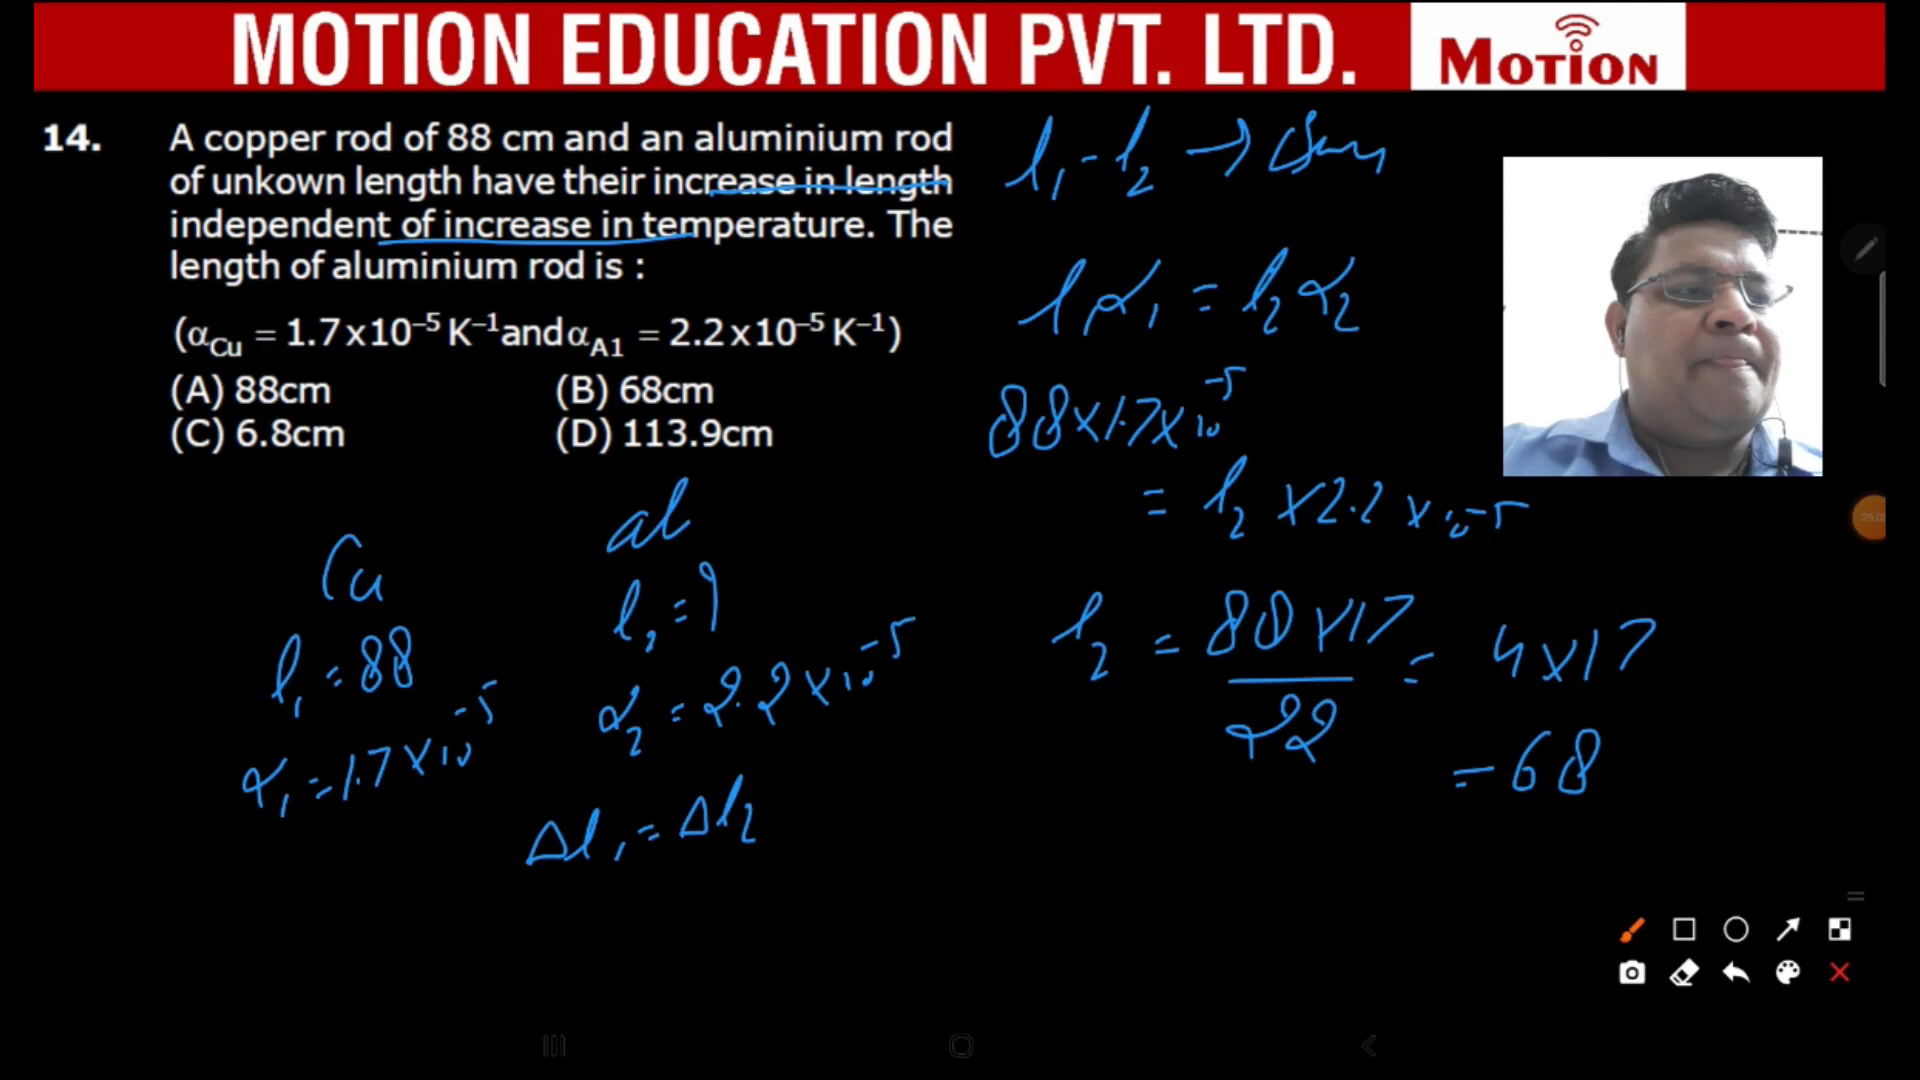 MOTION EDUCATION PVT. LTD.
MOTION
14. A copper rod of 88 cm and an aluminium rod
of unkown length have their increase in length
independent of increase in temperature. The
length of aluminium rod is :
(α_Cu = 1.7x10⁻⁵ K⁻¹ and α_A1 = 2.2x10⁻⁵ K⁻¹)
(A) 88cm (B) 68cm
(C) 6.8cm (D) 113.9cm
Cu
l₁ = 88
α₁ = 1.7 × 10⁻⁵
al
l₂ = ?
α₂ = 2.2 × 10⁻⁵
Δl₁ = Δl₂
l₁ - l₂ →
l₁α₁ = l₂α₂
88 × 1.7 × 10⁻⁵
= l₂ × 2.2 × 10⁻⁵
l₂ = 88 × 17 / 22 = 4 × 17
= 68